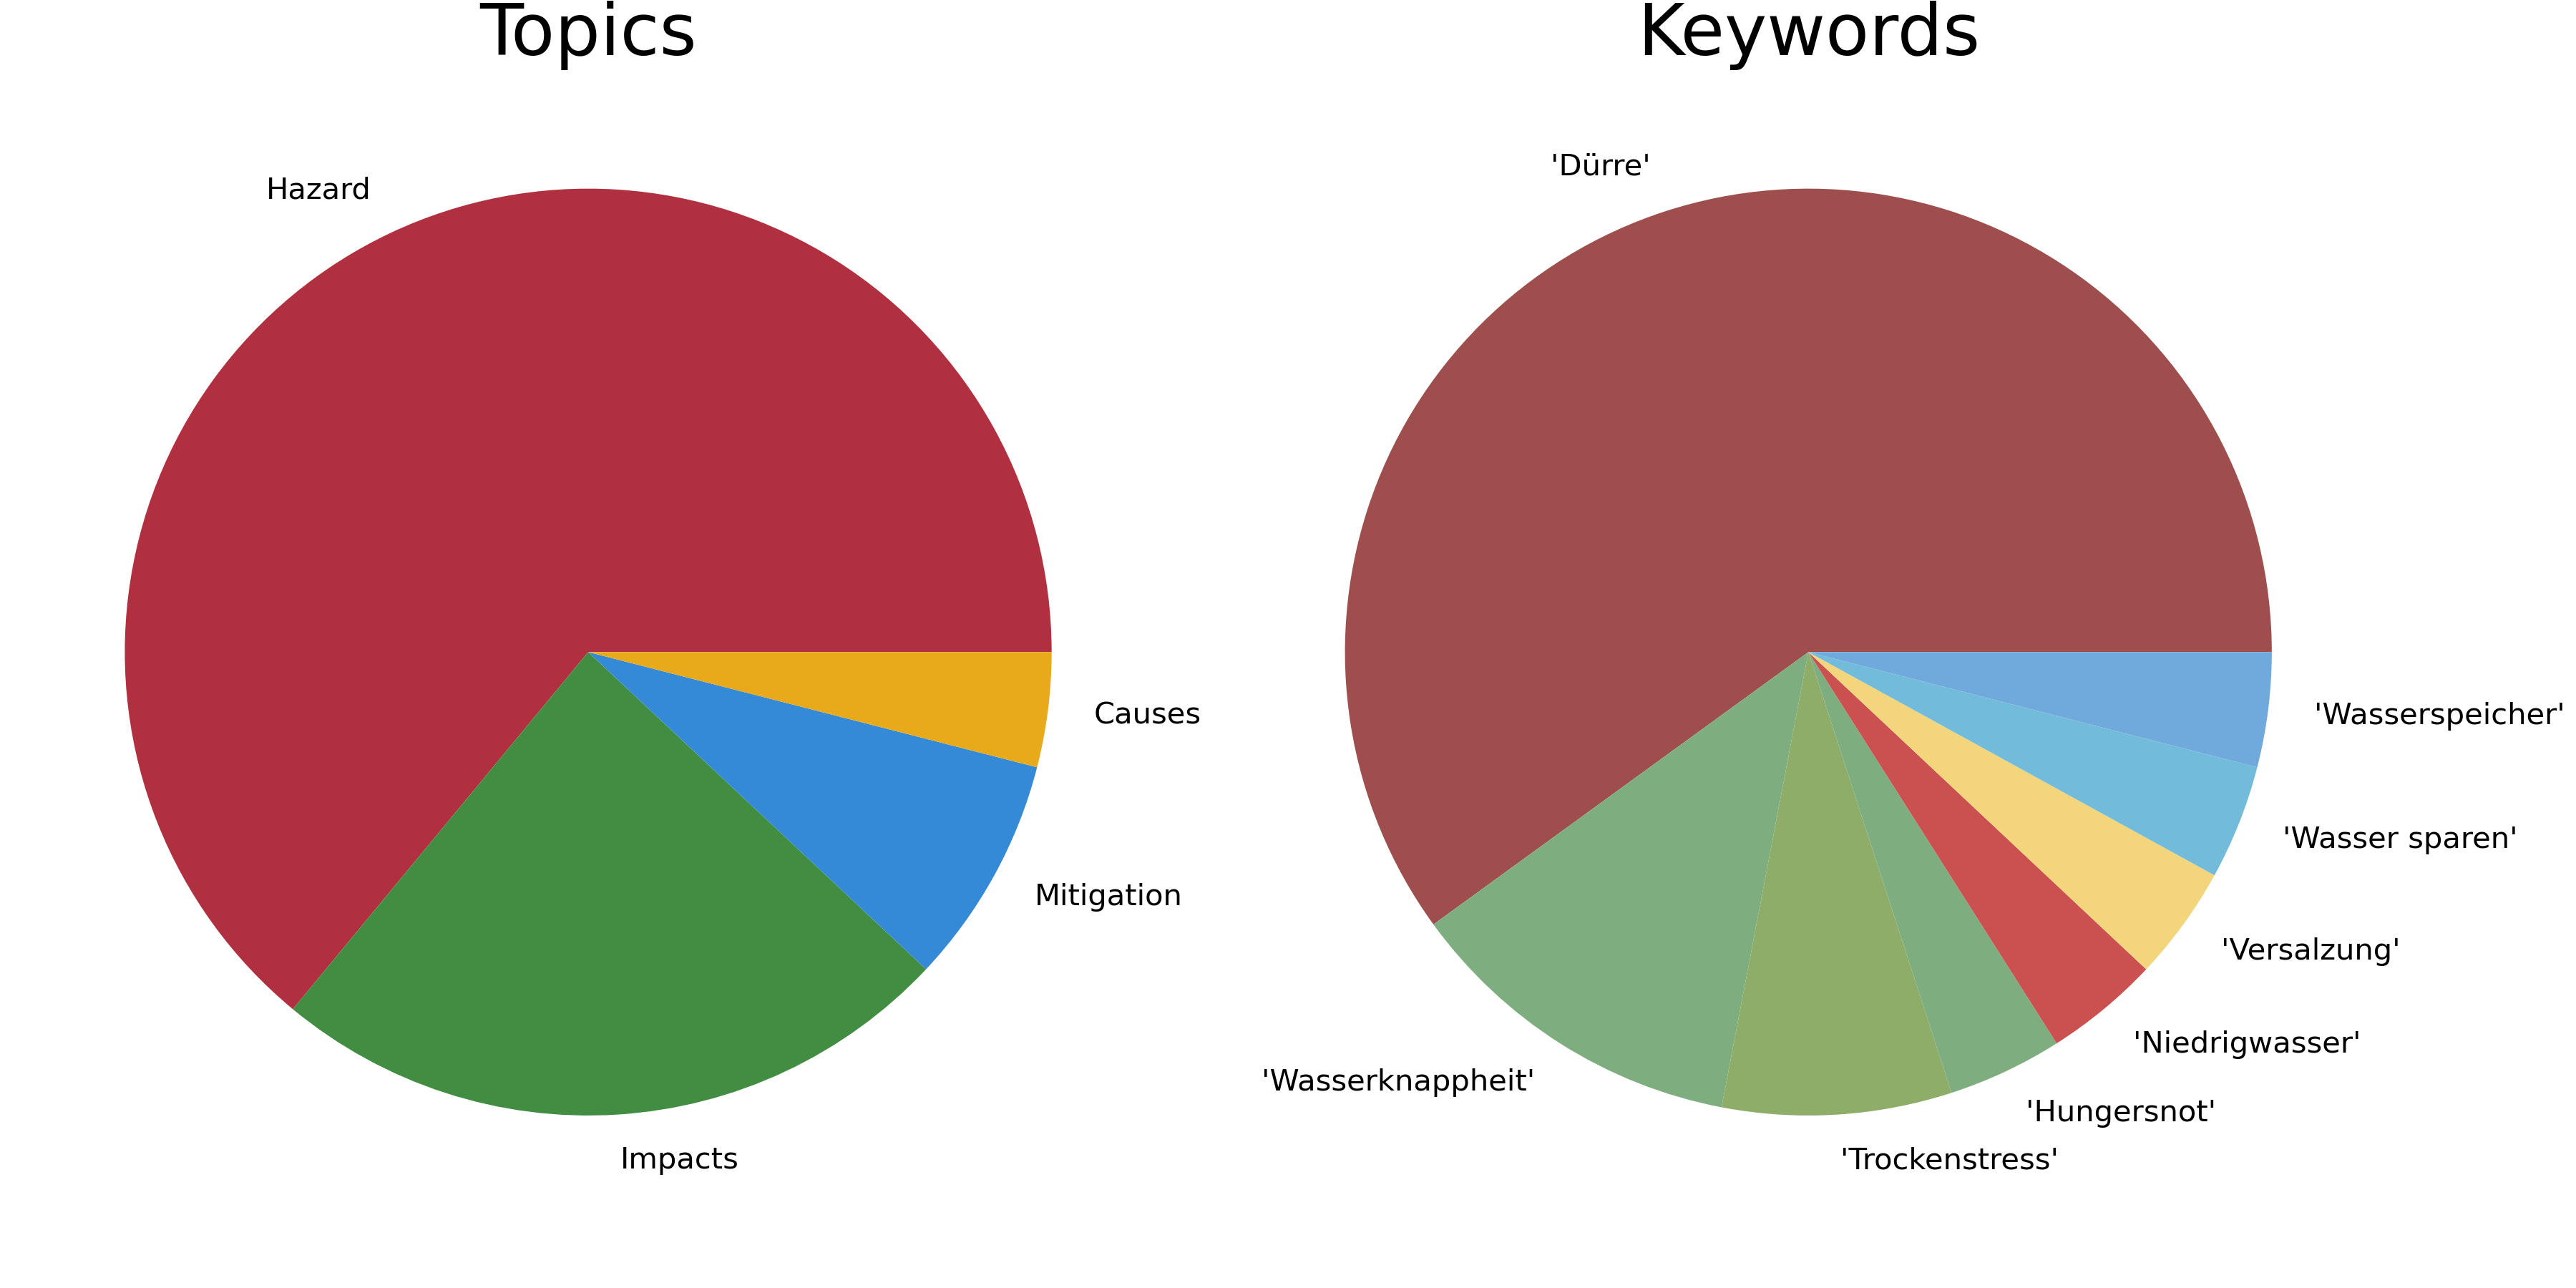 Topics
Hazard
Causes
Mitigation
Impacts
Keywords
'Dürre'
'Wasserspeicher'
'Wasser sparen'
'Versalzung'
'Niedrigwasser'
'Hungersnot'
'Trockenstress'
'Wasserknappheit'